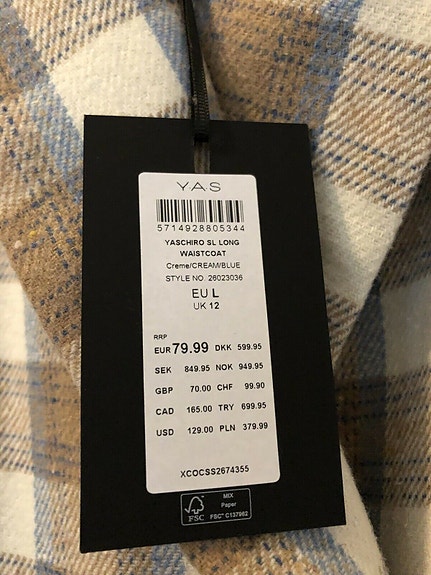 YAS
5714928805344
YASCHIRO SL LONG
WAISTCOAT
Creme/CREAM/BLUE
STYLE NO. 26023036
EU L
UK 12
RRP
EUR 79.99 DKK 599.95
SEK 849.95 NOK 949.95
GBP 70.00 CHF 99.90
CAD 165.00 TRY 699.95
USD 129.00 PLN 379.99
XCOCSS2674355
FSC
MIX
Paper
FSC™ C137982